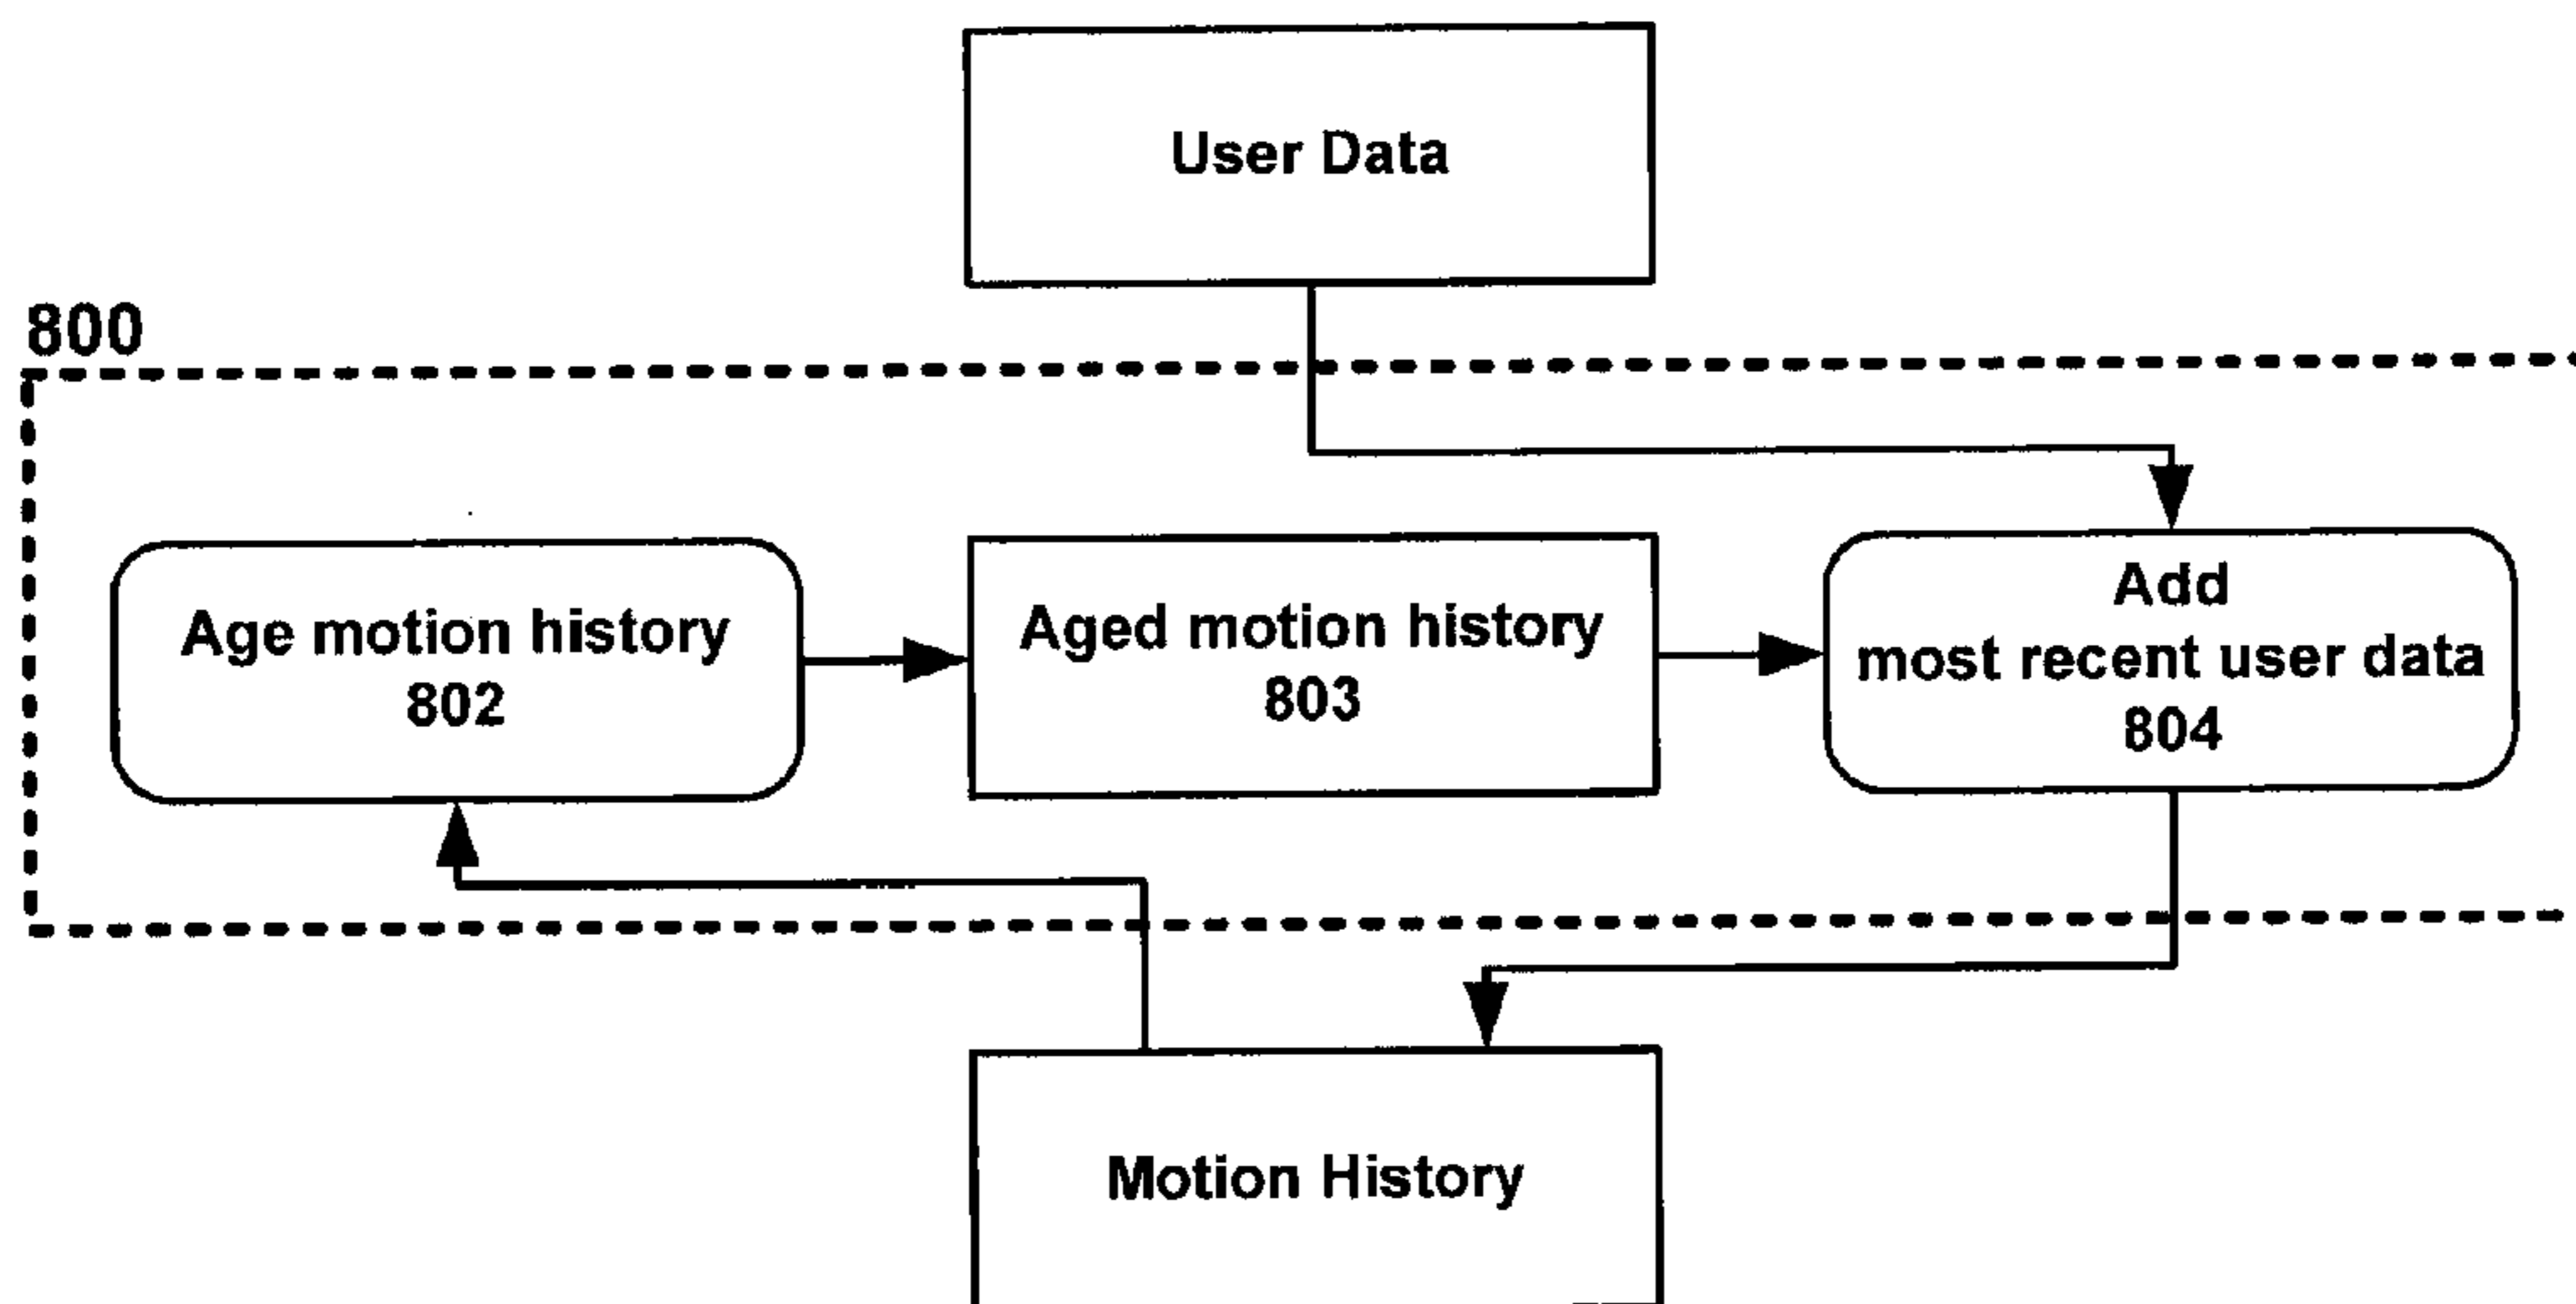 User Data
800
Age motion history
802
Aged motion history
803
Add
most recent user data
804
Motion History